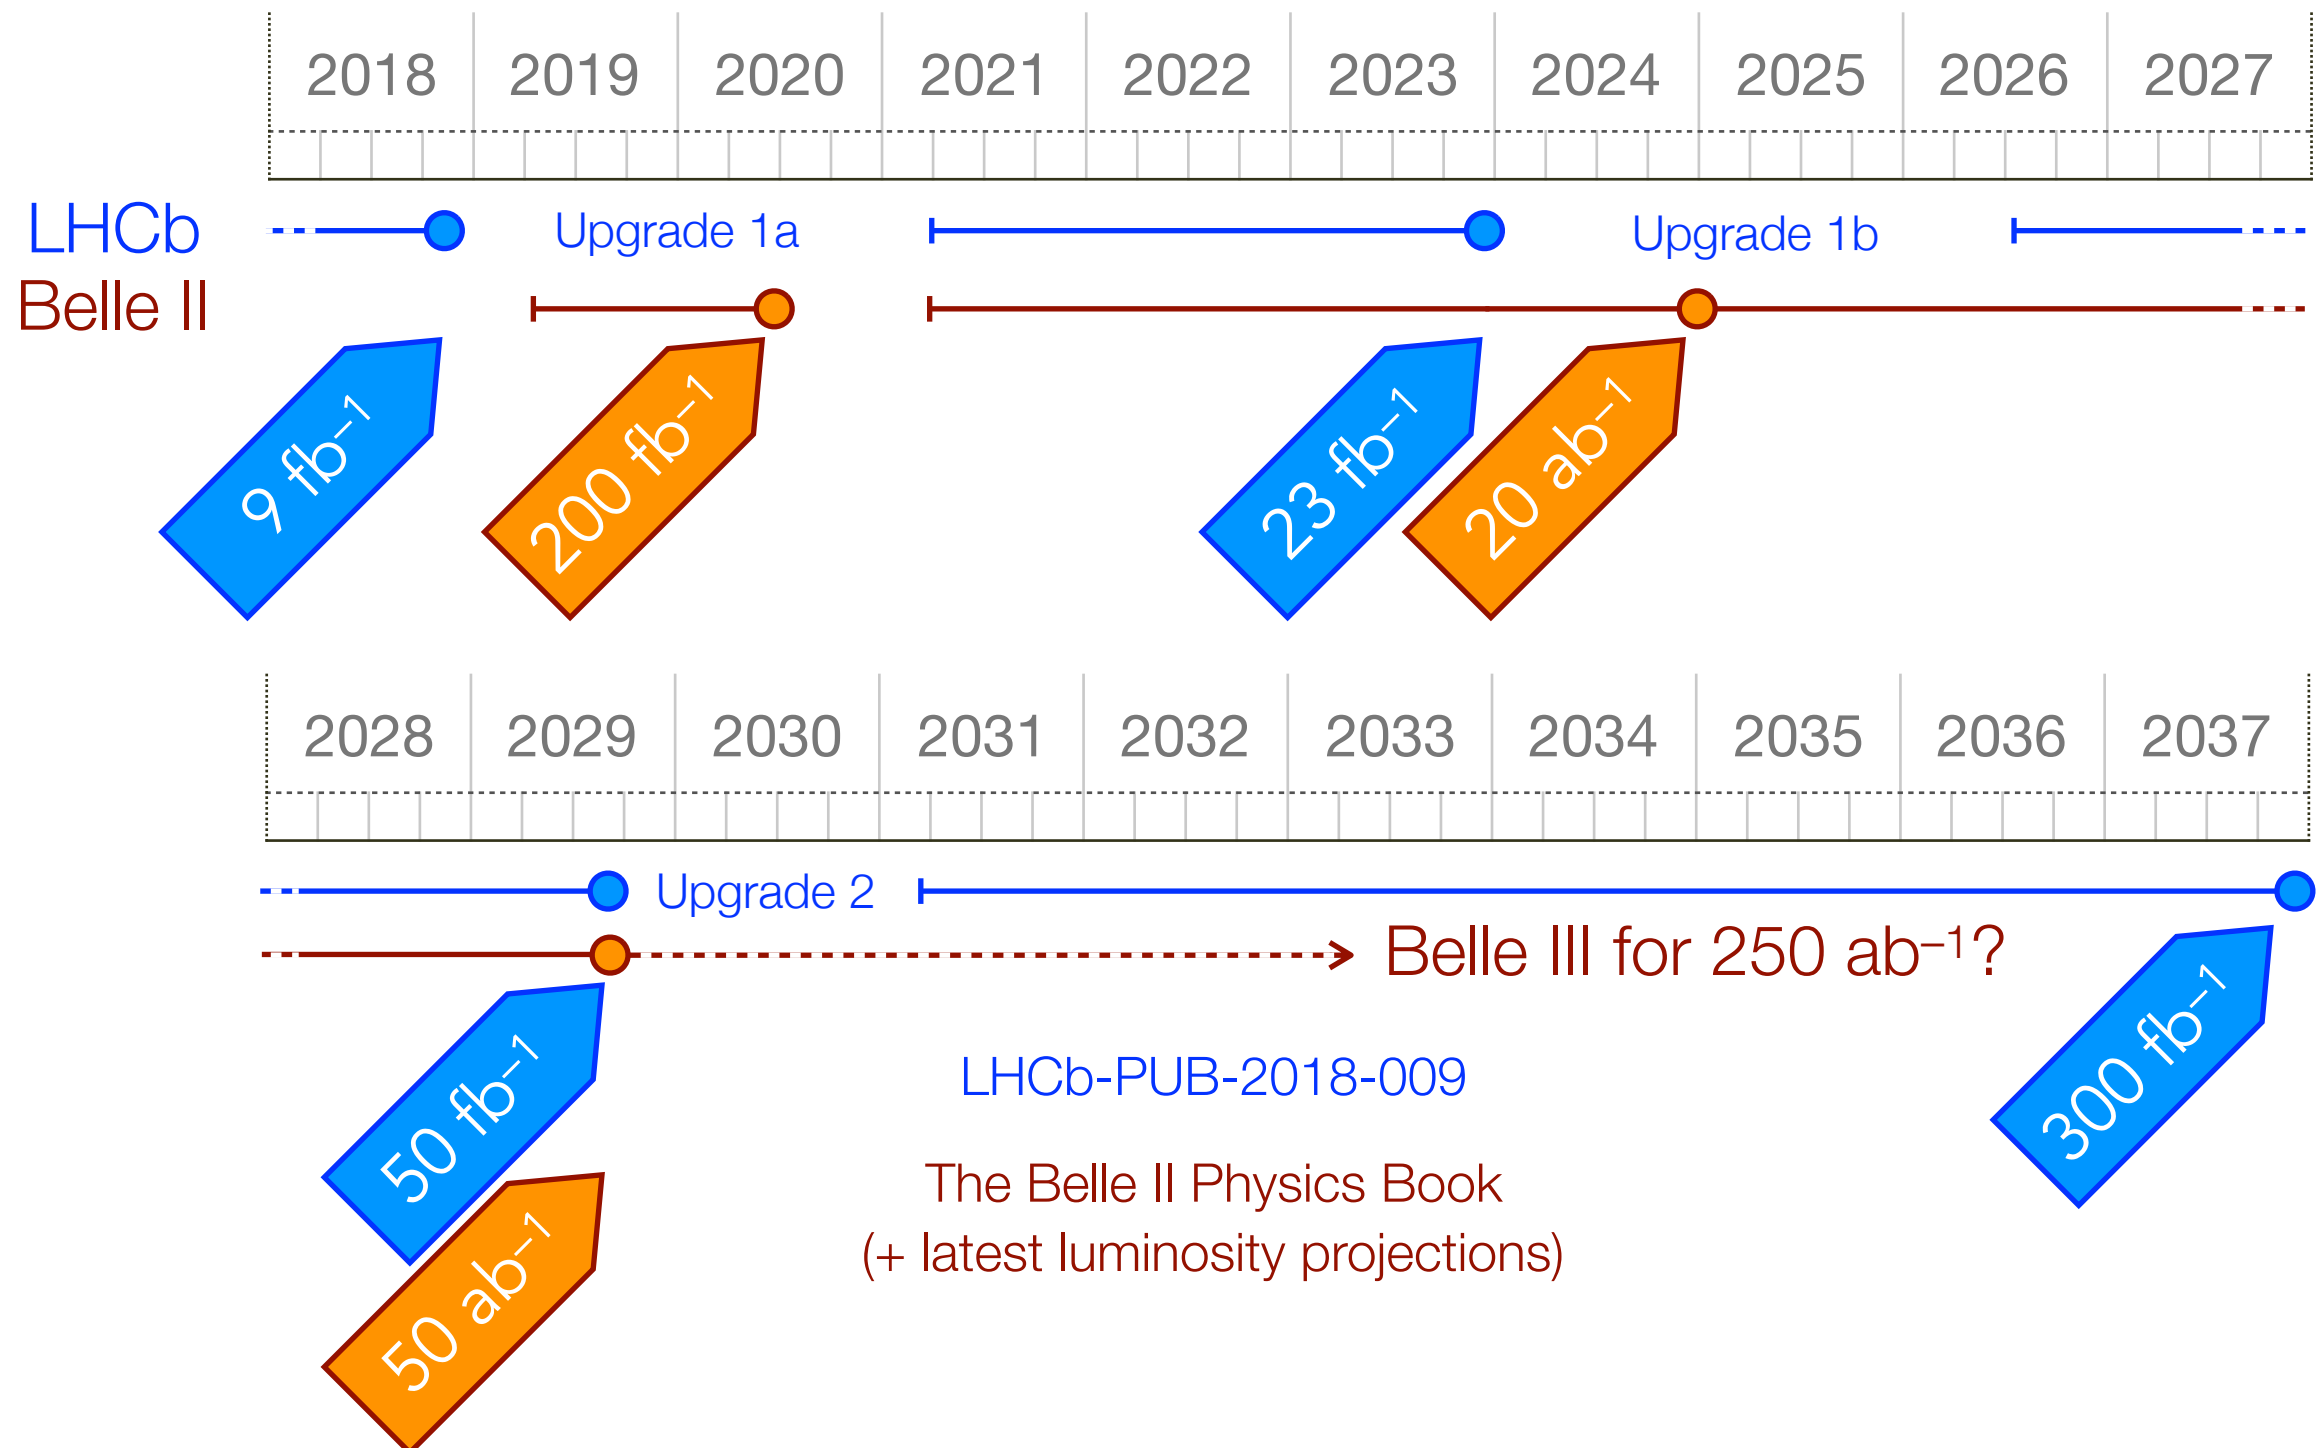 2018 2019 2020 2021 2022 2023 2024 2025 2026 2027
LHCb Upgrade 1a Upgrade 1b
Belle II
9 fb⁻¹ 200 fb⁻¹ 23 fb⁻¹ 20 ab⁻¹
2028 2029 2030 2031 2032 2033 2034 2035 2036 2037
Upgrade 2
Belle III for 250 ab⁻¹?
50 fb⁻¹ 300 fb⁻¹
LHCb-PUB-2018-009
50 ab⁻¹
The Belle II Physics Book
(+ latest luminosity projections)